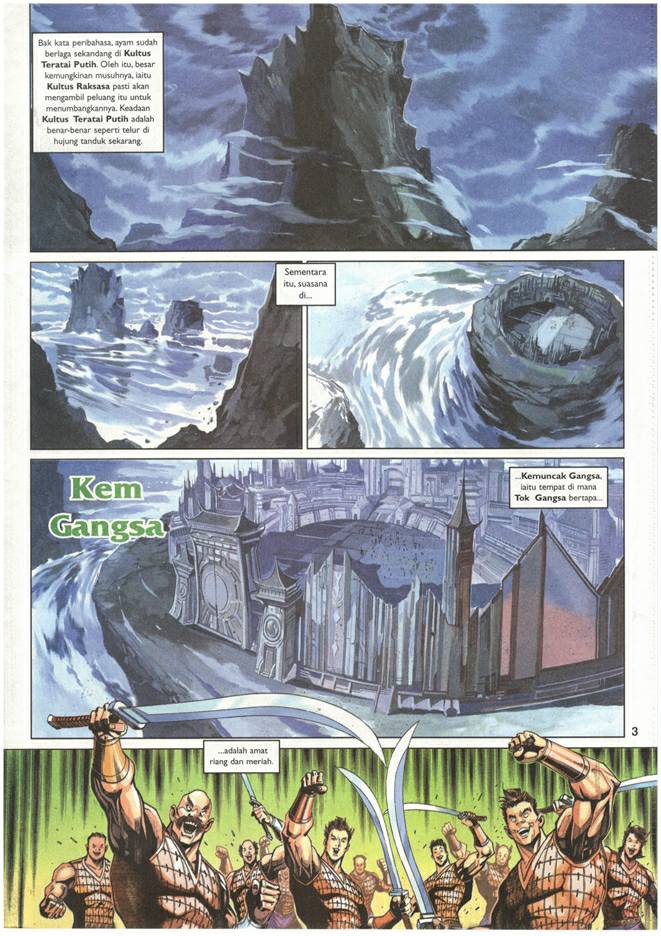 Bak kata peribahasa, ayam sudah
berlaga sekandang di Kultus
Teratai Putih. Oleh itu, besar
kemungkinan musuhnya, iaitu
Kultus Raksasa pasti akan
mengambil peluang itu untuk
menumbangkannya. Keadaan
Kultus Teratai Putih adalah
benar-benar seperti telur di
hujung tanduk sekarang.
Sementara
itu, suasana
di...
Kem
Gangsa
...Kemuncak Gangsa,
iaitu tempat di mana
Tok Gangsa bertapa...
3
...adalah amat
riang dan meriah.